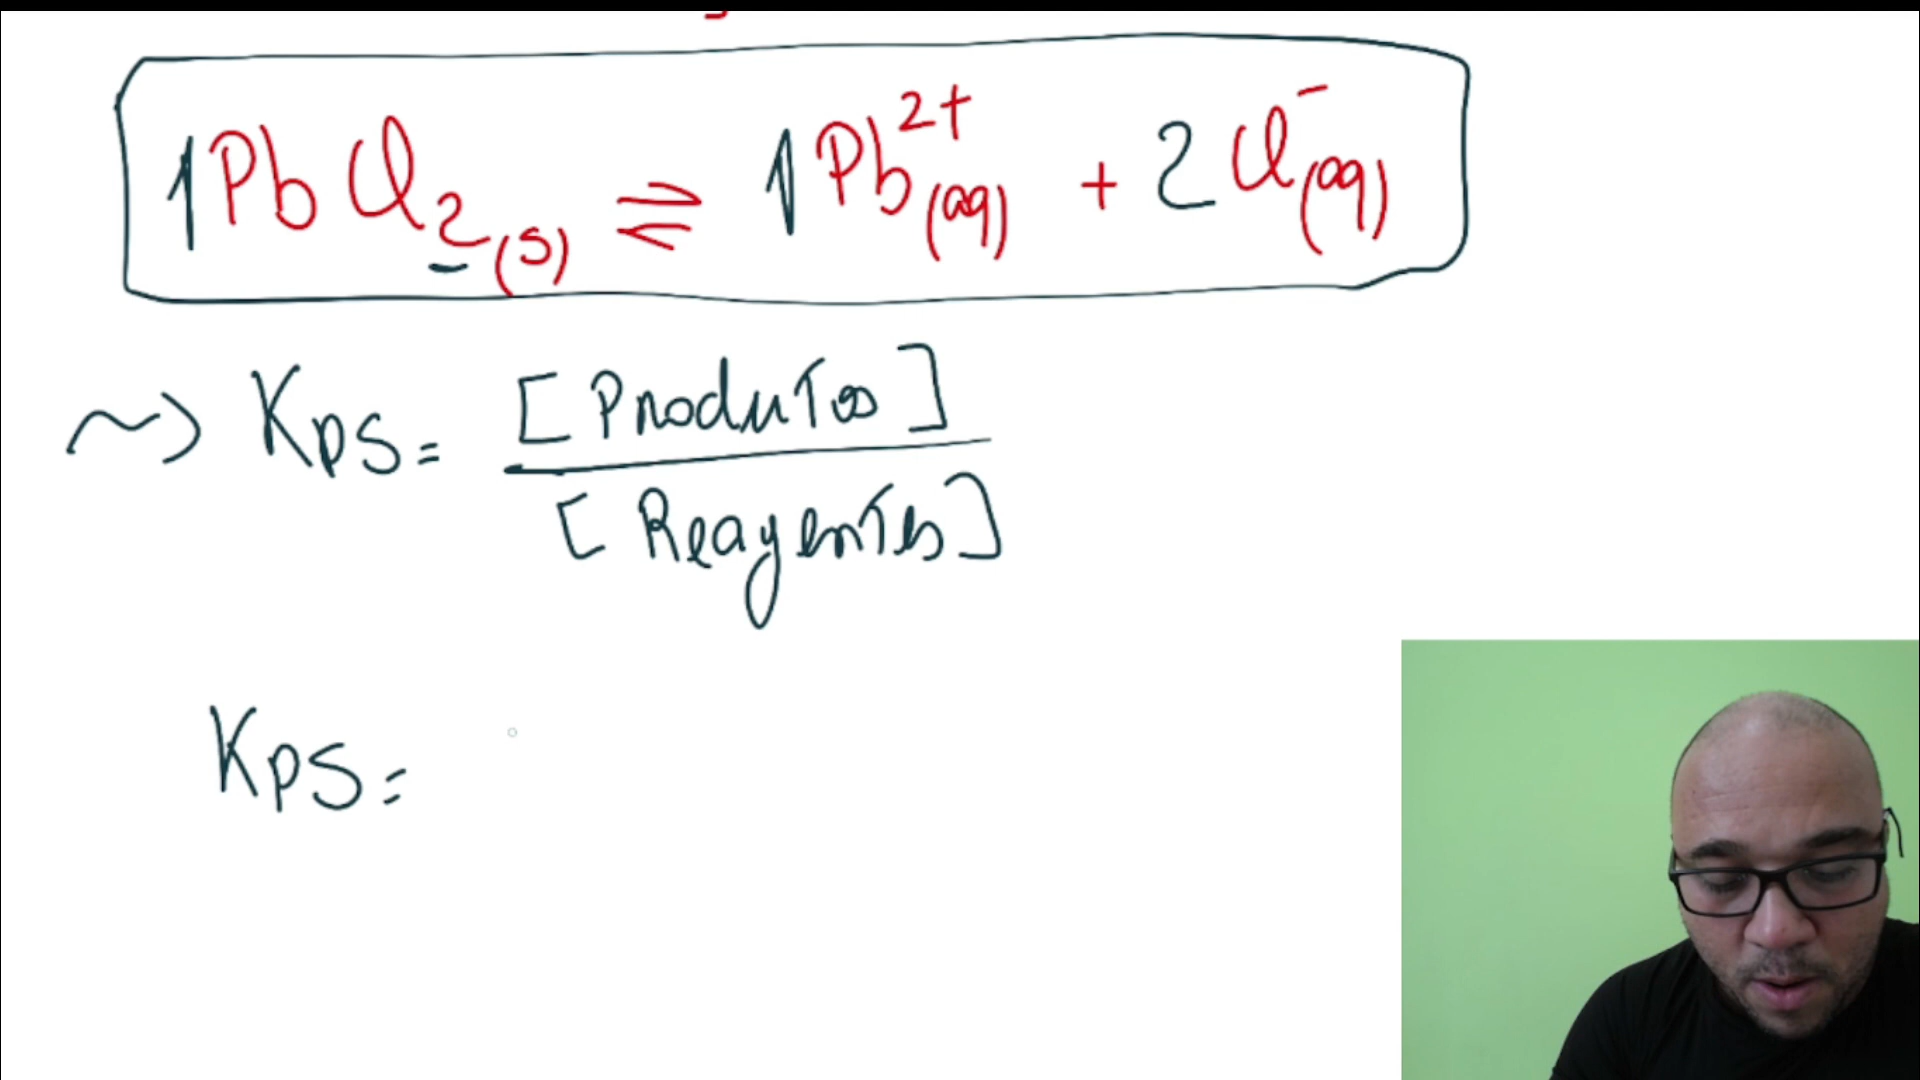 1PbCl₂(s) ⇌ 1Pb²⁺(aq) + 2Cl⁻(aq)
~> Kps = [Produtos]
[Reagentes]
Kps =